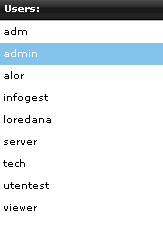 Users:
adm
admin
alor
infogest
loredana
server
tech
utentest
viewer